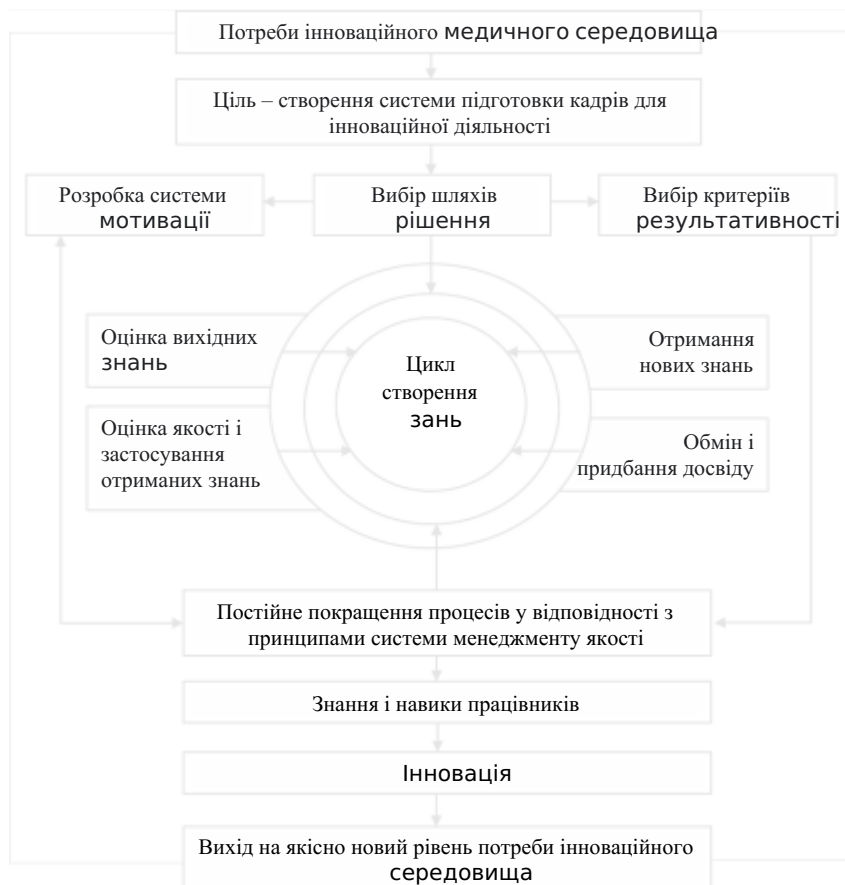 Потреби інноваційного медичного середовища
Ціль – створення системи підготовки кадрів для
інноваційної діяльності
Розробка системи
мотивації
Вибір шляхів
рішення
Вибір критеріїв
результативності
Оцінка вихідних
знань
Цикл
створення
зань
Отримання
нових знань
Оцінка якості і
застосування
отриманих знань
Обмін і
придбання досвіду
Постійне покращення процесів у відповідності з
принципами системи менеджменту якості
Знання і навики працівників
Інновація
Вихід на якісно новий рівень потреби інноваційного
середовища